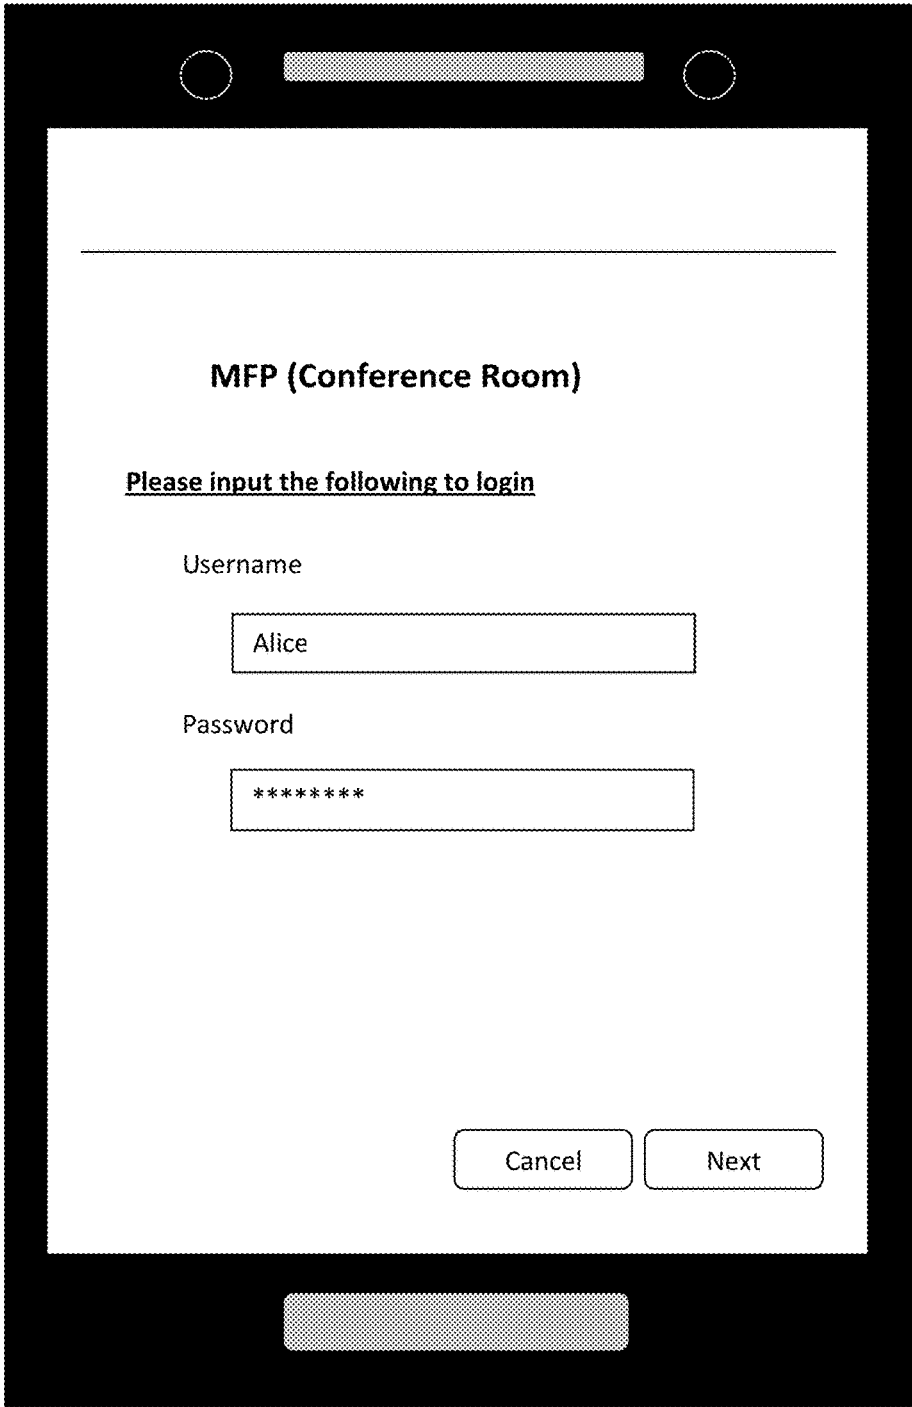 MFP (Conference Room)
Please input the following to login
Username
Alice
Password
********
Cancel Next